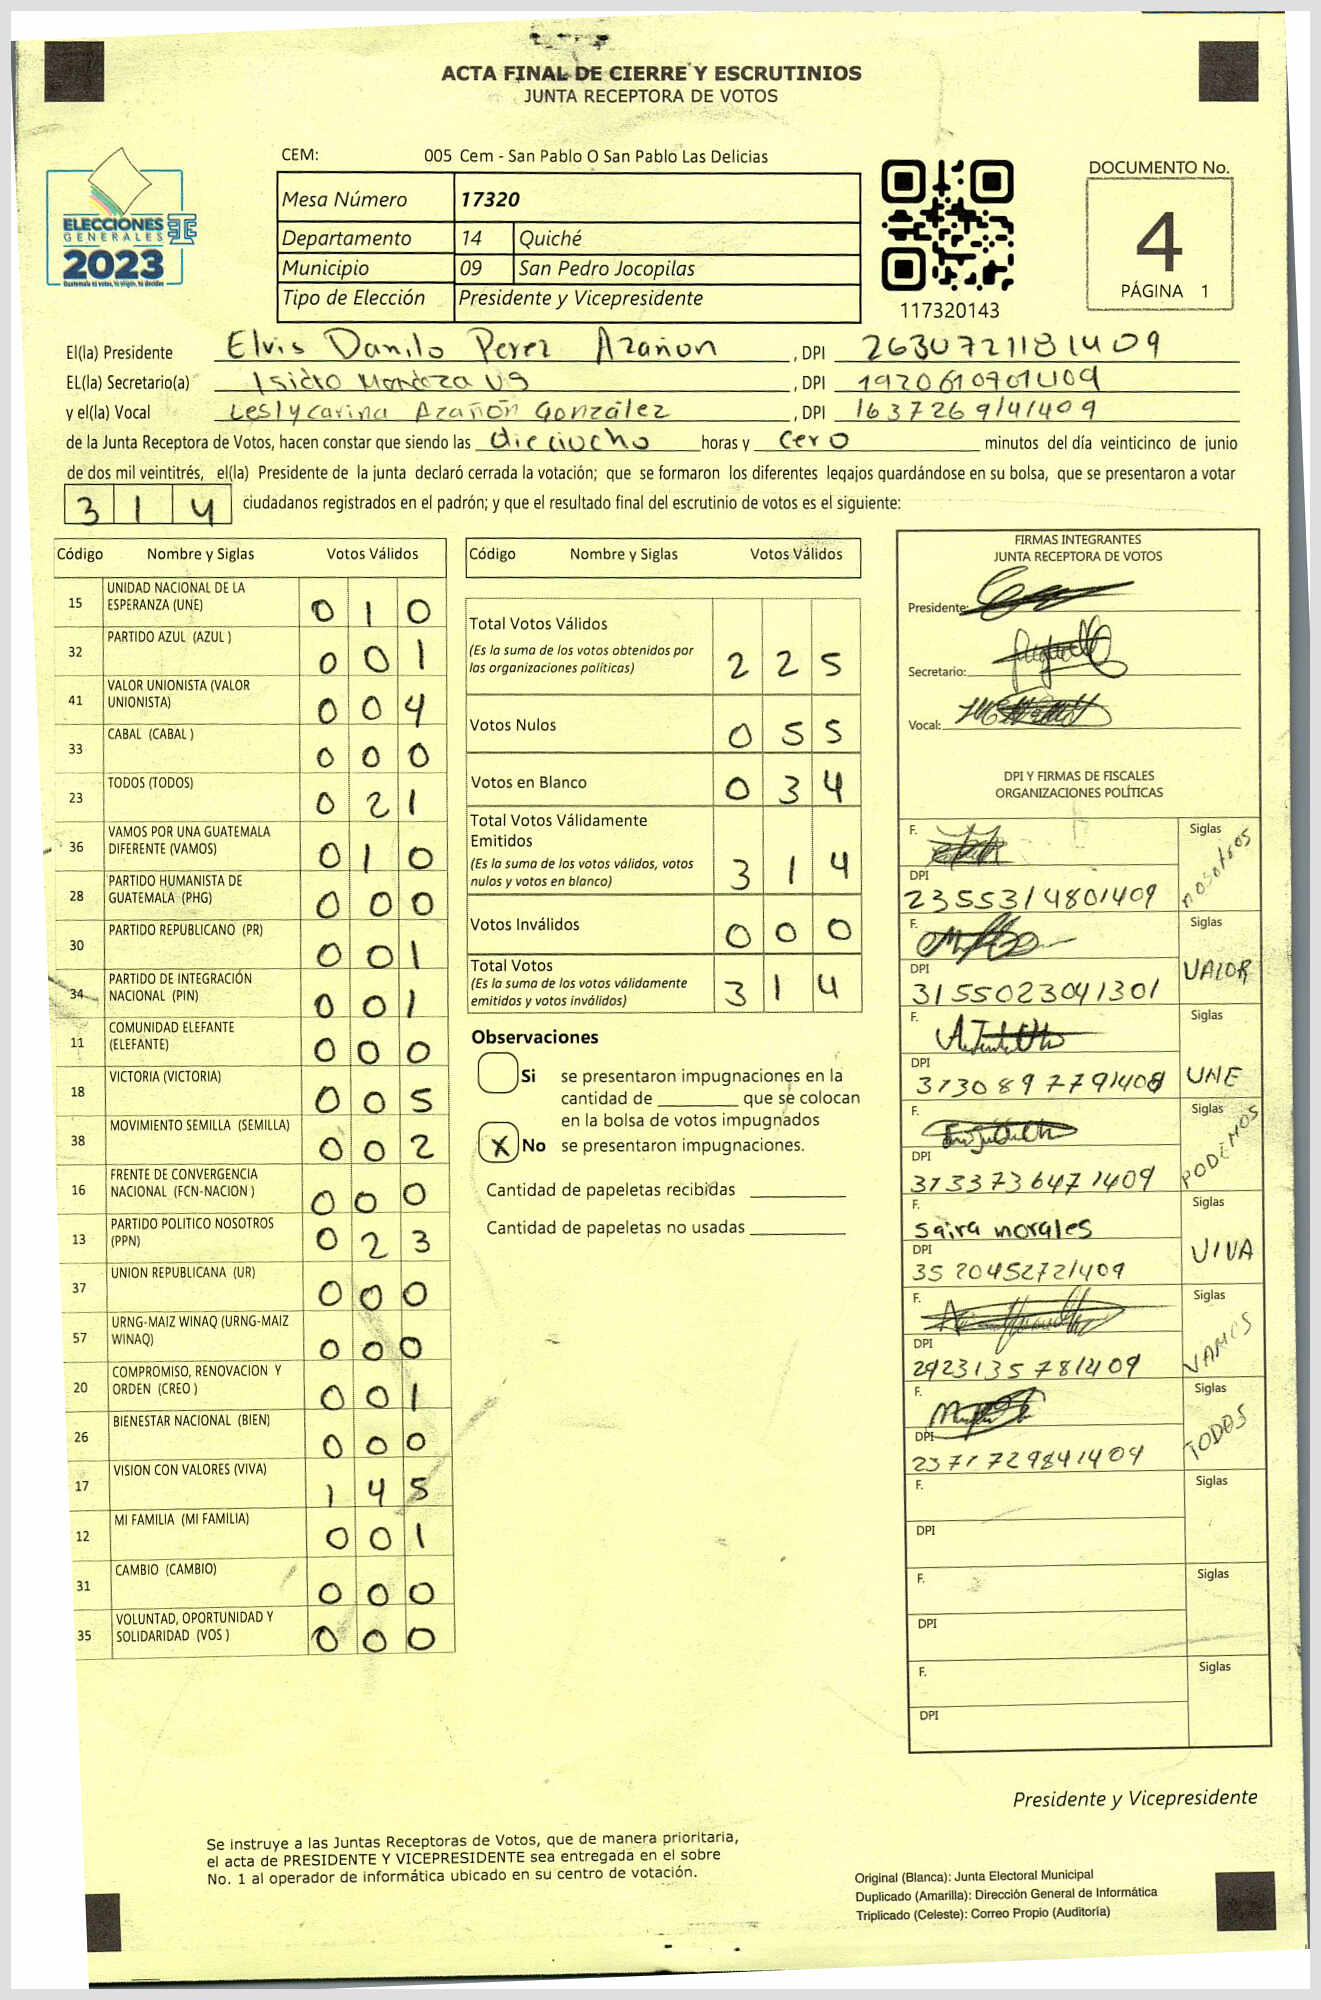 ACTA FINAL DE CIERRE Y ESCRUTINIOS
JUNTA RECEPTORA DE VOTOS
CEM: 005 Cem - San Pablo O San Pablo Las Delicias
ELECCIONES
GENERALES
2023
Guatemala tú votas, tú eliges, tú decides
Mesa Número 17320
Departamento 14 Quiché
Municipio 09 San Pedro Jocopilas
Tipo de Elección Presidente y Vicepresidente
117320143
DOCUMENTO No.
4
PÁGINA 1
El(la) Presidente Elvis Danilo Perez Azañon, DPI 2630721181409
EL(la) Secretario(a) Isidro Mendoza Us, DPI 1920610701409
y el(la) Vocal Leslycarina Azañón González, DPI 1637269141409
de la Junta Receptora de Votos, hacen constar que siendo las dieciocho horas y cero minutos del día veinticinco de junio
de dos mil veintitrés, el(la) Presidente de la junta declaró cerrada la votación; que se formaron los diferentes legajos guardándose en su bolsa, que se presentaron a votar
314 ciudadanos registrados en el padrón; y que el resultado final del escrutinio de votos es el siguiente:
Código Nombre y Siglas Votos Válidos
15 UNIDAD NACIONAL DE LA ESPERANZA (UNE) 0 1 0
32 PARTIDO AZUL (AZUL ) 0 0 1
41 VALOR UNIONISTA (VALOR UNIONISTA) 0 0 4
33 CABAL (CABAL ) 0 0 0
23 TODOS (TODOS) 0 2 1
36 VAMOS POR UNA GUATEMALA DIFERENTE (VAMOS) 0 1 0
28 PARTIDO HUMANISTA DE GUATEMALA (PHG) 0 0 0
30 PARTIDO REPUBLICANO (PR) 0 0 1
34 PARTIDO DE INTEGRACIÓN NACIONAL (PIN) 0 0 1
11 COMUNIDAD ELEFANTE (ELEFANTE) 0 0 0
18 VICTORIA (VICTORIA) 0 0 5
38 MOVIMIENTO SEMILLA (SEMILLA) 0 0 2
16 FRENTE DE CONVERGENCIA NACIONAL (FCN-NACION ) 0 0 0
13 PARTIDO POLITICO NOSOTROS (PPN) 0 2 3
37 UNION REPUBLICANA (UR) 0 0 0
57 URNG-MAIZ WINAQ (URNG-MAIZ WINAQ) 0 0 0
20 COMPROMISO, RENOVACION Y ORDEN (CREO ) 0 0 1
26 BIENESTAR NACIONAL (BIEN) 0 0 0
17 VISION CON VALORES (VIVA) 1 4 5
12 MI FAMILIA (MI FAMILIA) 0 0 1
31 CAMBIO (CAMBIO) 0 0 0
35 VOLUNTAD, OPORTUNIDAD Y SOLIDARIDAD (VOS ) 0 0 0
Código Nombre y Siglas Votos Válidos
Total Votos Válidos
(Es la suma de los votos obtenidos por
las organizaciones políticas) 2 2 5
Votos Nulos 0 5 5
Votos en Blanco 0 3 4
Total Votos Válidamente
Emitidos
(Es la suma de los votos válidos, votos
nulos y votos en blanco) 3 1 4
Votos Inválidos 0 0 0
Total Votos
(Es la suma de los votos válidamente
emitidos y votos inválidos) 3 1 4
Observaciones
Si se presentaron impugnaciones en la
cantidad de ________ que se colocan
en la bolsa de votos impugnados
X No se presentaron impugnaciones.
Cantidad de papeletas recibidas
Cantidad de papeletas no usadas
FIRMAS INTEGRANTES
JUNTA RECEPTORA DE VOTOS
Presidente:
Secretario:
Vocal:
DPI Y FIRMAS DE FISCALES
ORGANIZACIONES POLÍTICAS
F. Siglas nosotros
DPI 2355314801409
F. Siglas VALOR
DPI 3155023041301
F. Siglas UNE
DPI 3130897791408
F. Siglas PODEMOS
DPI 3133736471409
F. Saira morales Siglas VIVA
DPI 3520452721409
F. Siglas VAMOS
DPI 2923135781409
F. Siglas TODOS
DPI 2371729841409
F. Siglas
DPI
F. Siglas
DPI
F. Siglas
DPI
Presidente y Vicepresidente
Se instruye a las Juntas Receptoras de Votos, que de manera prioritaria,
el acta de PRESIDENTE Y VICEPRESIDENTE sea entregada en el sobre
No. 1 al operador de informática ubicado en su centro de votación.
Original (Blanca): Junta Electoral Municipal
Duplicado (Amarilla): Dirección General de Informática
Triplicado (Celeste): Correo Propio (Auditoría)